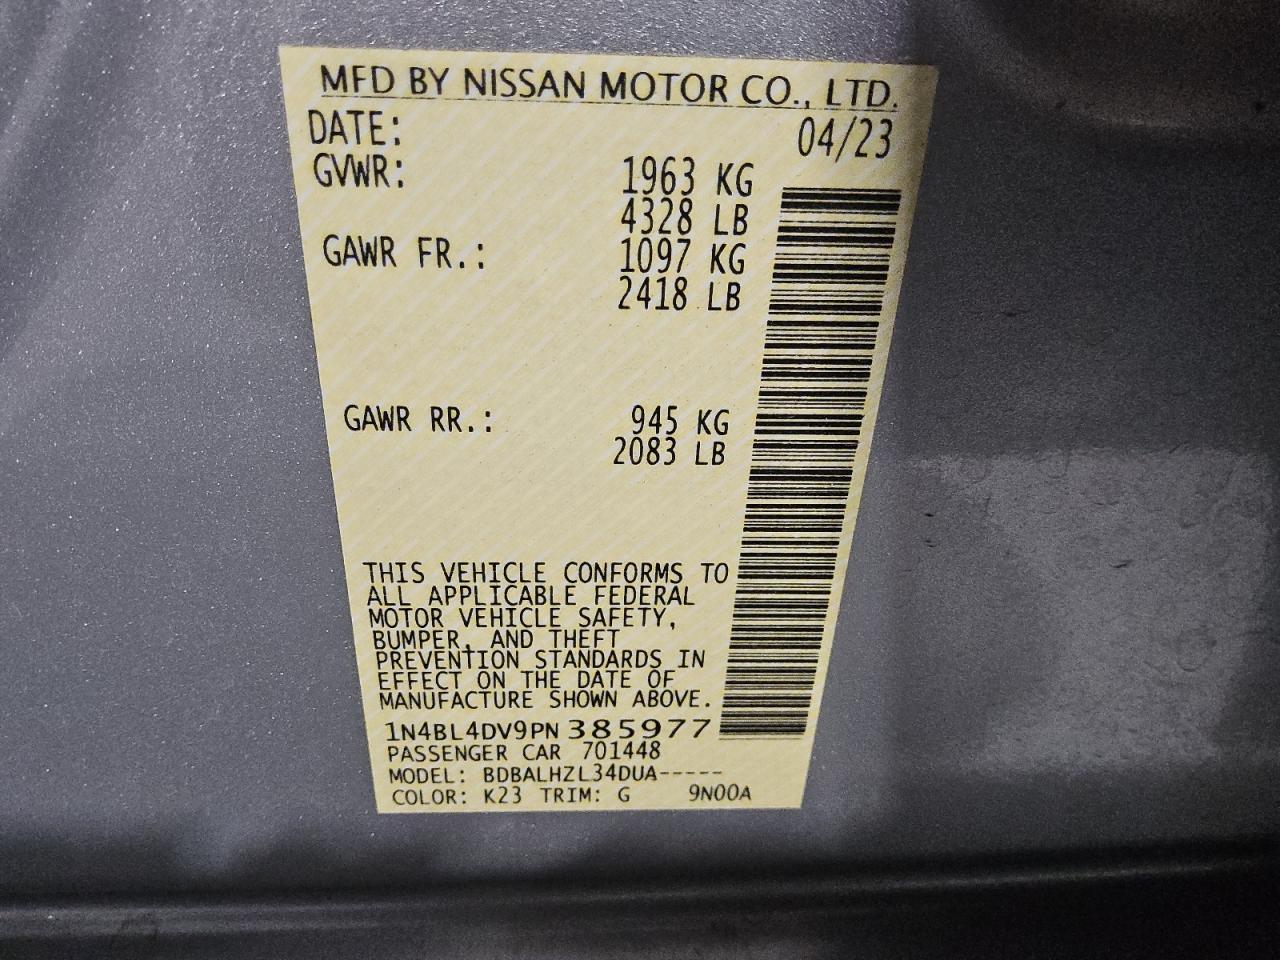 MFD BY NISSAN MOTOR CO., LTD.
DATE: 04/23
GVWR: 1963 KG
4328 LB
GAWR FR.: 1097 KG
2418 LB
GAWR RR.: 945 KG
2083 LB
THIS VEHICLE CONFORMS TO
ALL APPLICABLE FEDERAL
MOTOR VEHICLE SAFETY,
BUMPER, AND THEFT
PREVENTION STANDARDS IN
EFFECT ON THE DATE OF
MANUFACTURE SHOWN ABOVE.
1N4BL4DV9PN385977
PASSENGER CAR 701448
MODEL: BDBALHZL34DUA-----
COLOR: K23 TRIM: G 9N00A